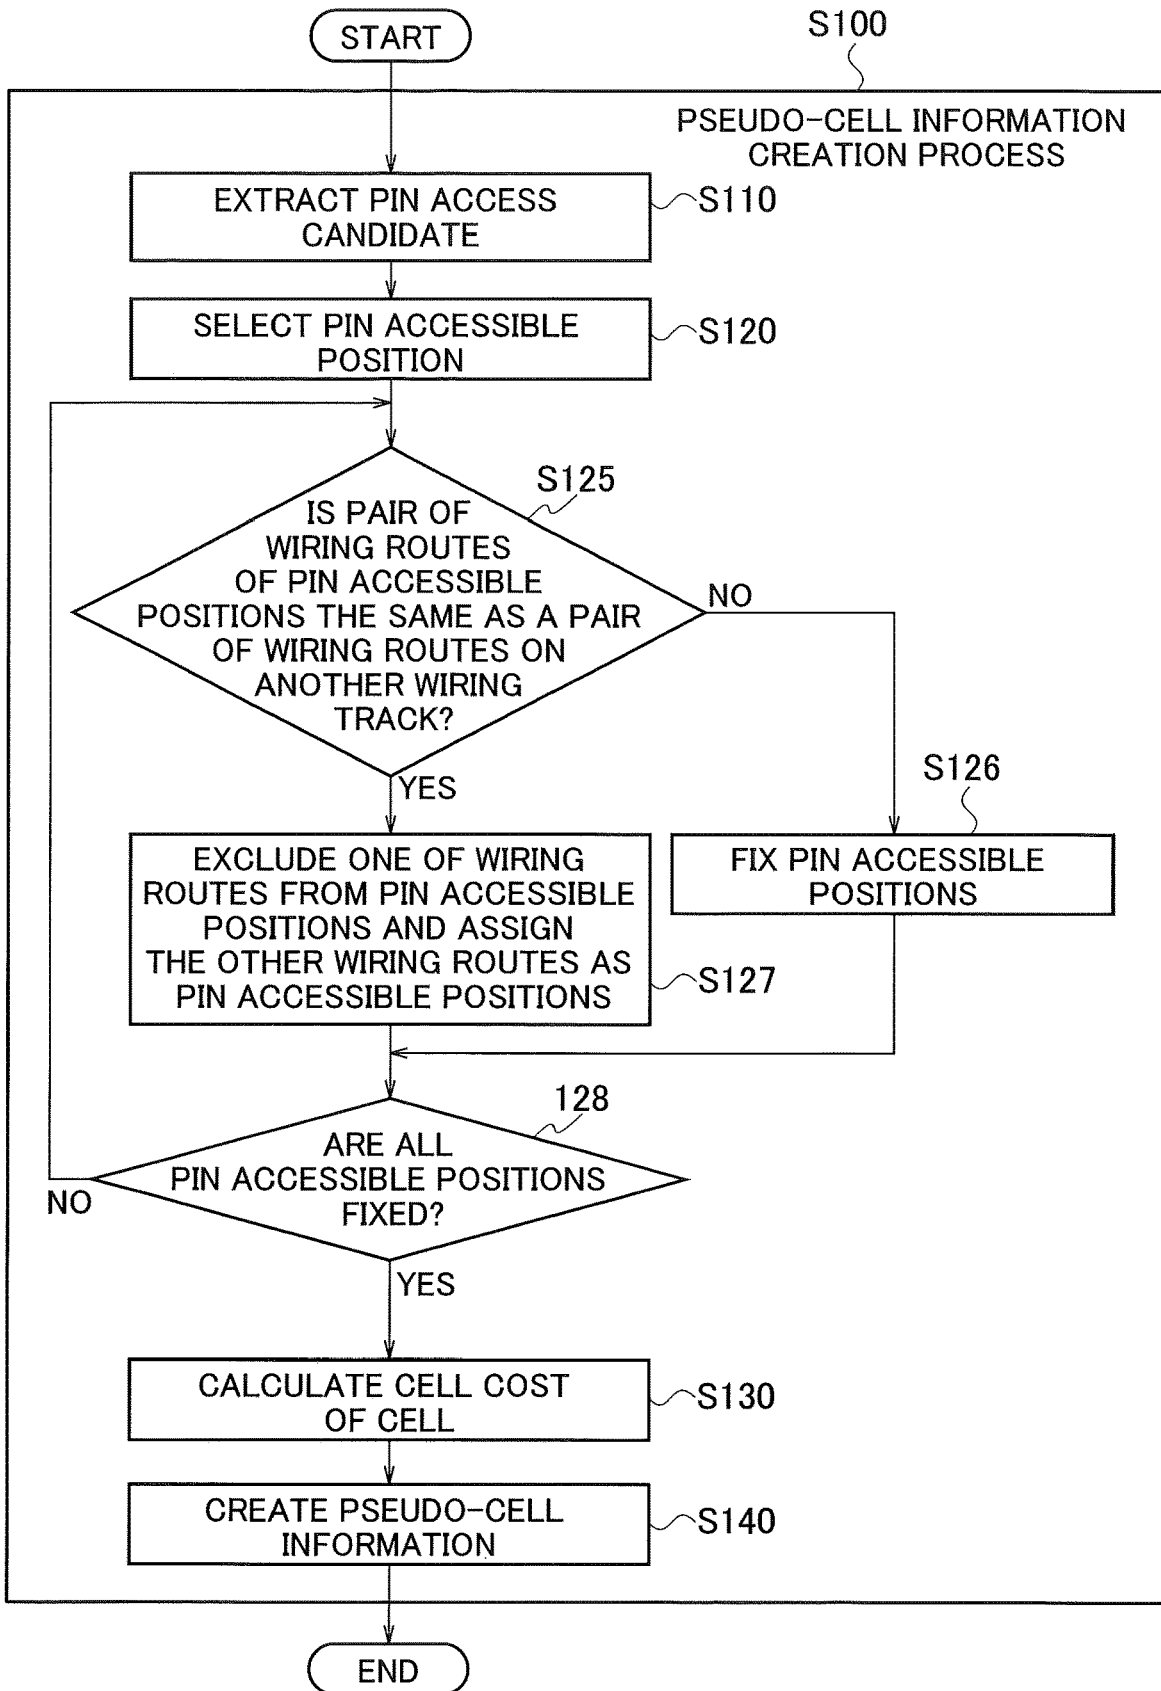 START
S100
PSEUDO-CELL INFORMATION
CREATION PROCESS
EXTRACT PIN ACCESS
CANDIDATE
S110
SELECT PIN ACCESSIBLE
POSITION
S120
S125
IS PAIR OF
WIRING ROUTES
OF PIN ACCESSIBLE
POSITIONS THE SAME AS A PAIR
OF WIRING ROUTES ON
ANOTHER WIRING
TRACK?
NO
YES
S126
FIX PIN ACCESSIBLE
POSITIONS
EXCLUDE ONE OF WIRING
ROUTES FROM PIN ACCESSIBLE
POSITIONS AND ASSIGN
THE OTHER WIRING ROUTES AS
PIN ACCESSIBLE POSITIONS
S127
128
ARE ALL
PIN ACCESSIBLE POSITIONS
FIXED?
NO
YES
CALCULATE CELL COST
OF CELL
S130
CREATE PSEUDO-CELL
INFORMATION
S140
END